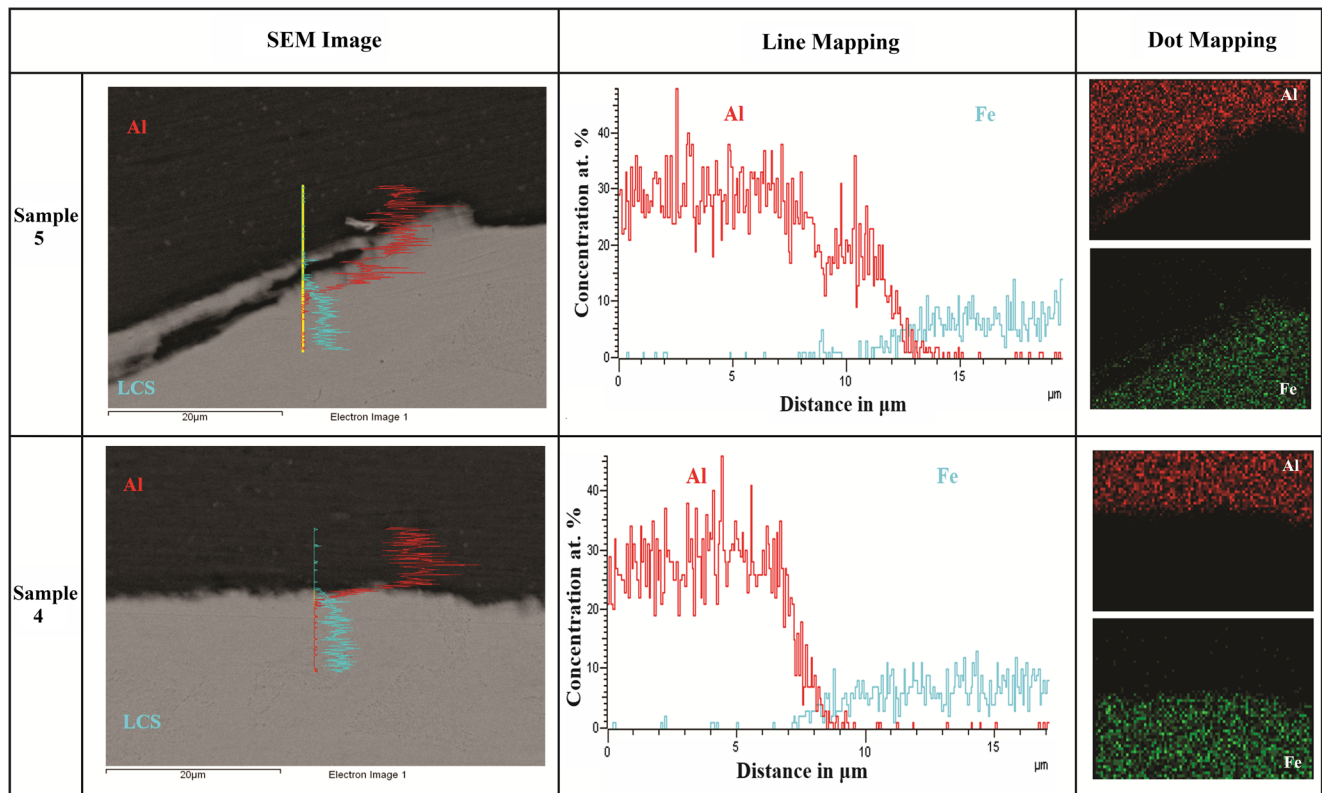 SEM Image
Line Mapping
Dot Mapping
Sample
5
Al
LCS
20µm
Electron Image 1
Concentration at. %
40
30
20
10
0
Al
Fe
0
5
10
15
µm
Distance in µm
Al
Fe
Sample
4
Al
LCS
20µm
Electron Image 1
Concentration at. %
40
30
20
10
0
Al
Fe
0
5
10
15
µm
Distance in µm
Al
Fe